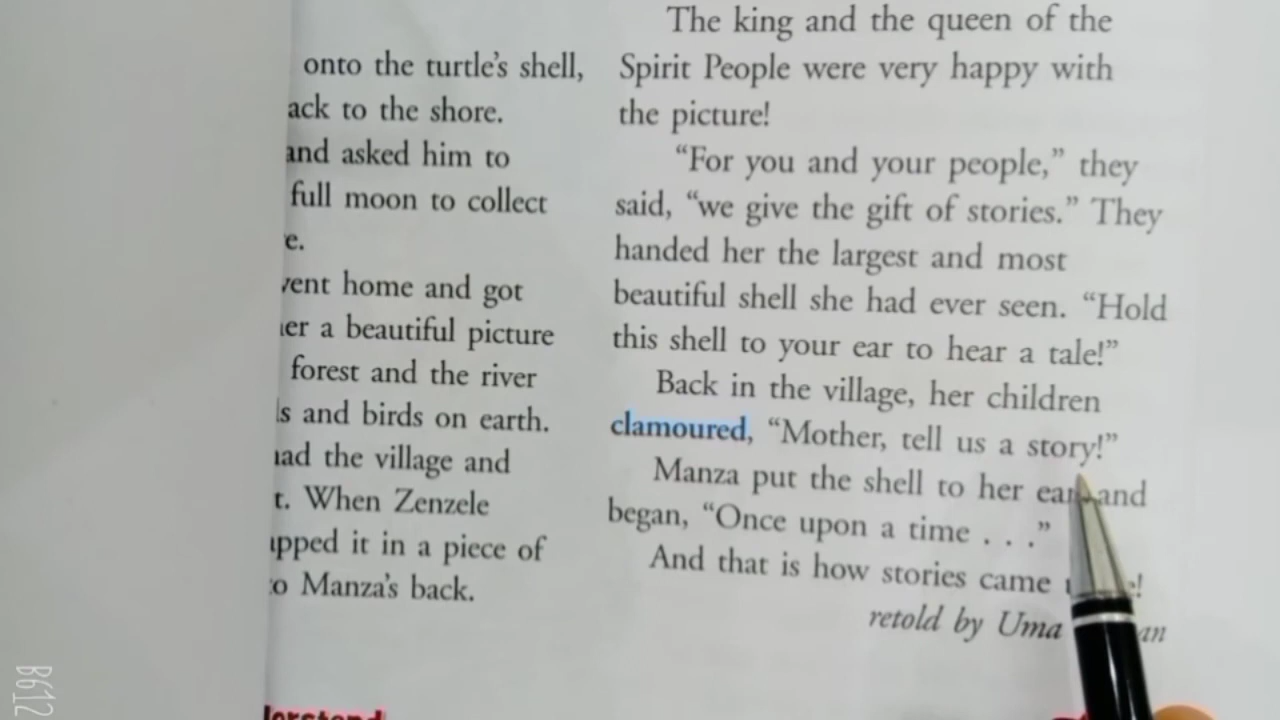 onto the turtle's shell,
ack to the shore.
and asked him to
full moon to collect
e.
vent home and got
er a beautiful picture
forest and the river
ls and birds on earth.
had the village and
t. When Zenzele
apped it in a piece of
to Manza's back.
The king and the queen of the
Spirit People were very happy with
the picture!
“For you and your people,” they
said, “we give the gift of stories.” They
handed her the largest and most
beautiful shell she had ever seen. “Hold
this shell to your ear to hear a tale!”
Back in the village, her children
clamoured, “Mother, tell us a story!”
Manza put the shell to her ear and
began, “Once upon a time . . .”
And that is how stories came
retold by Uma
B612